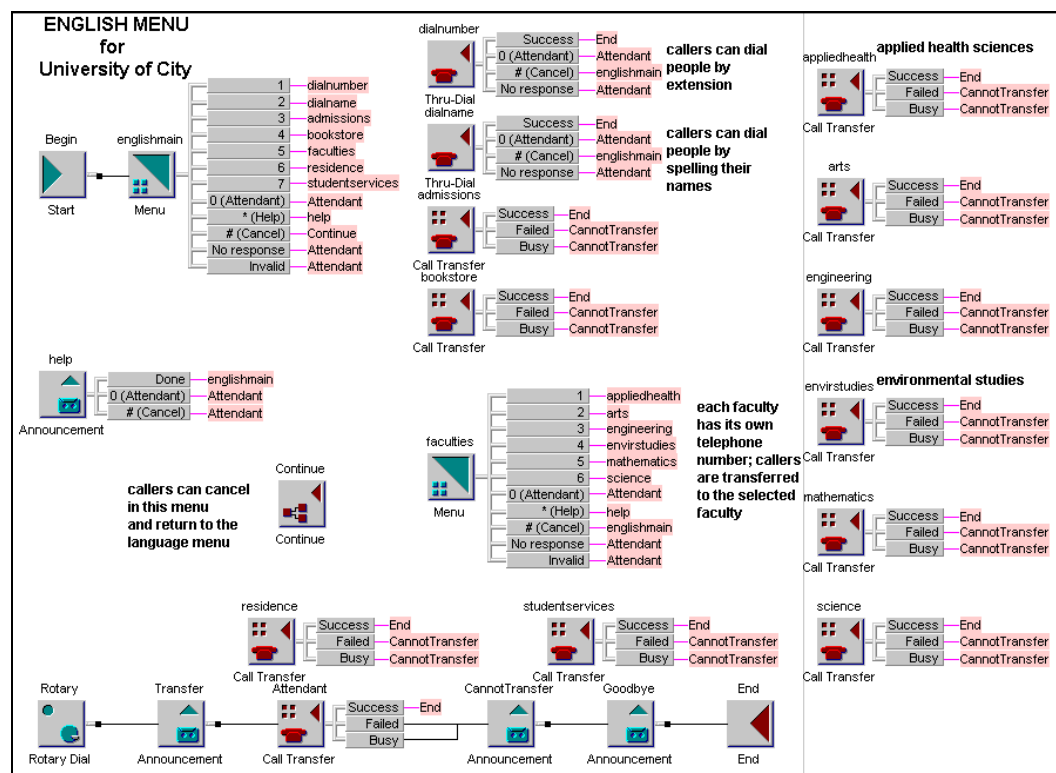 ENGLISH MENU
for
University of City
Begin
Start
englishmain
Menu
1 dialnumber
2 dialname
3 admissions
4 bookstore
5 faculties
6 residence
7 studentservices
0 (Attendant) Attendant
* (Help) help
# (Cancel) Continue
No response Attendant
Invalid Attendant
dialnumber
Success End
0 (Attendant) Attendant
# (Cancel) englishmain
No response Attendant
Thru-Dial
callers can dial
people by
extension
dialname
Success End
0 (Attendant) Attendant
# (Cancel) englishmain
No response Attendant
Thru-Dial
callers can dial
people by
spelling their
names
admissions
Success End
Failed CannotTransfer
Busy CannotTransfer
Call Transfer
bookstore
Success End
Failed CannotTransfer
Busy CannotTransfer
Call Transfer
help
Done englishmain
0 (Attendant) Attendant
# (Cancel) Attendant
Announcement
callers can cancel
in this menu
and return to the
language menu
Continue
Continue
faculties
Menu
1 appliedhealth
2 arts
3 engineering
4 envirstudies
5 mathematics
6 science
0 (Attendant) Attendant
* (Help) help
# (Cancel) englishmain
No response Attendant
Invalid Attendant
each faculty
has its own
telephone
number; callers
are transferred
to the selected
faculty
appliedhealth
applied health sciences
Success End
Failed CannotTransfer
Busy CannotTransfer
Call Transfer
arts
Success End
Failed CannotTransfer
Busy CannotTransfer
Call Transfer
engineering
Success End
Failed CannotTransfer
Busy CannotTransfer
Call Transfer
envirstudies
environmental studies
Success End
Failed CannotTransfer
Busy CannotTransfer
Call Transfer
mathematics
Success End
Failed CannotTransfer
Busy CannotTransfer
Call Transfer
science
Success End
Failed CannotTransfer
Busy CannotTransfer
Call Transfer
residence
Success End
Failed CannotTransfer
Busy CannotTransfer
Call Transfer
studentservices
Success End
Failed CannotTransfer
Busy CannotTransfer
Call Transfer
Rotary
Rotary Dial
Transfer
Announcement
Attendant
Success End
Failed
Busy
Call Transfer
CannotTransfer
Announcement
Goodbye
Announcement
End
End